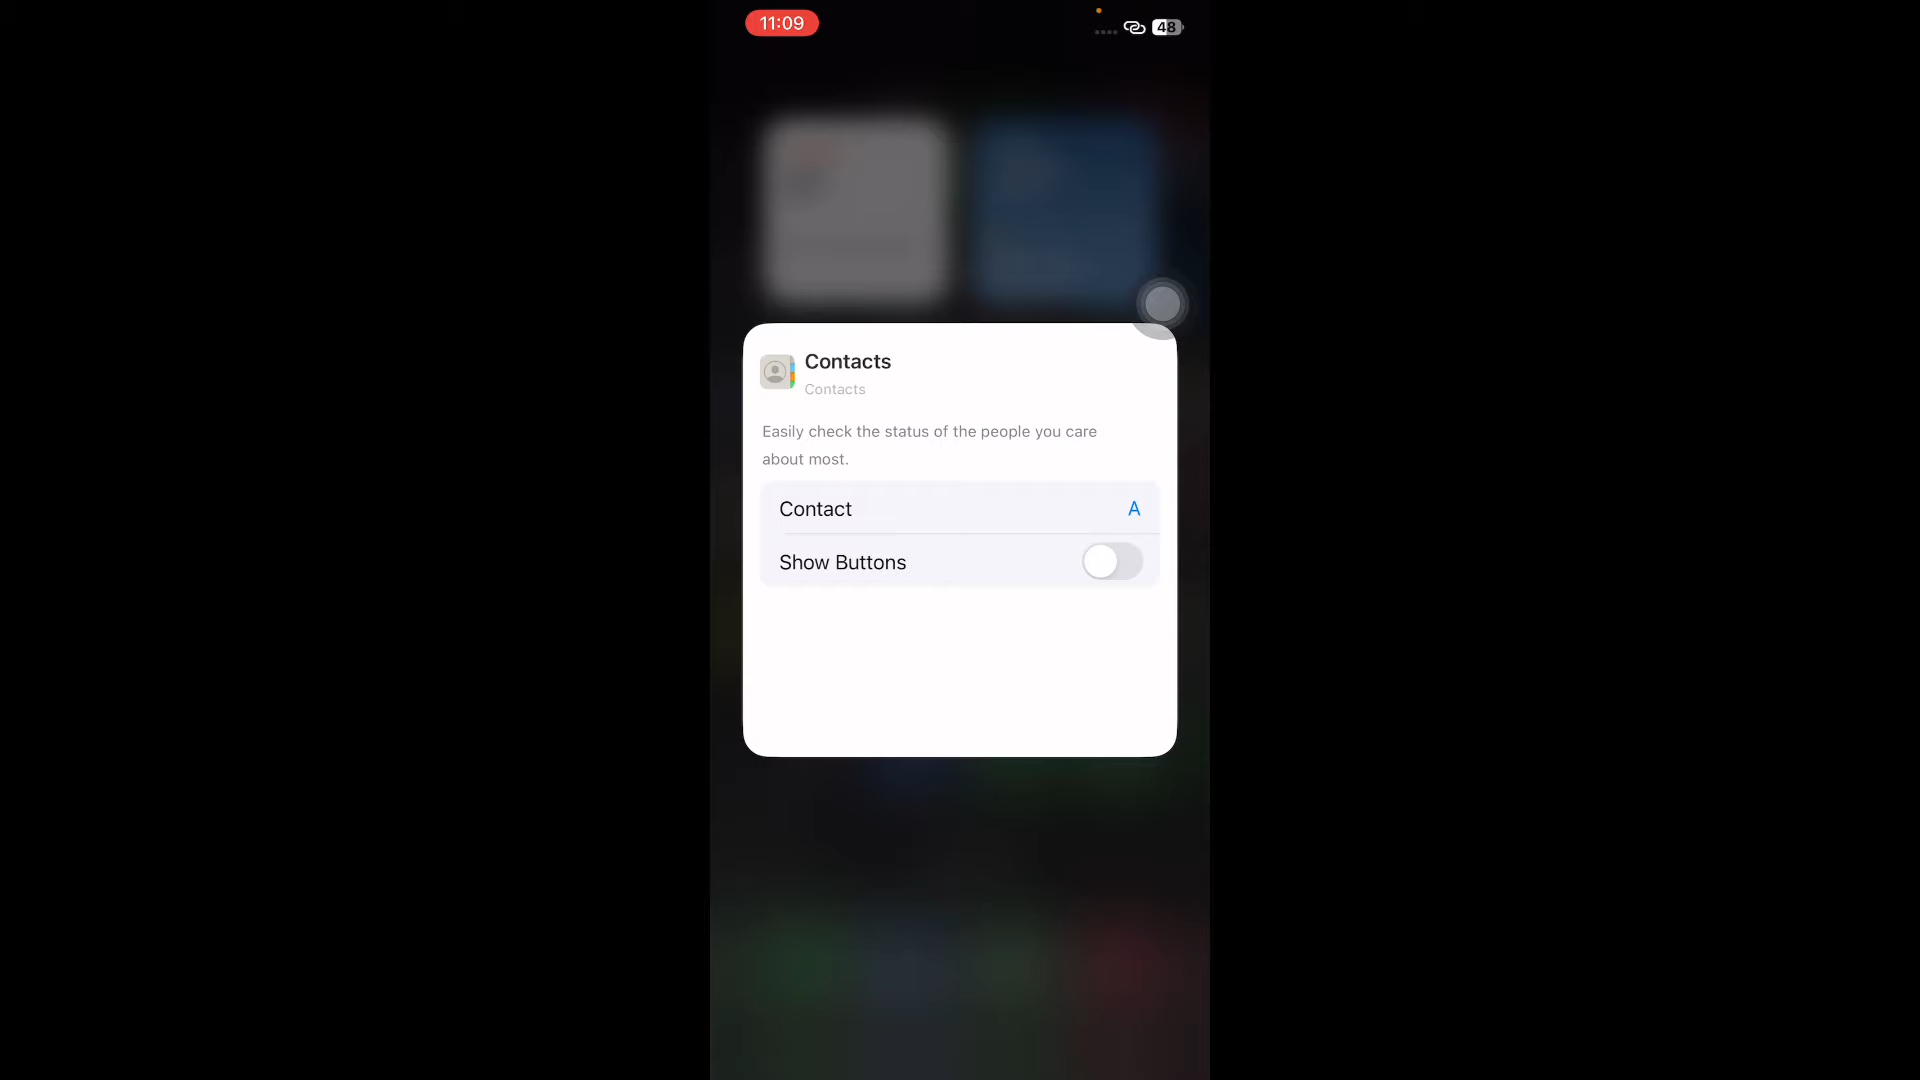 11:09
48
Contacts
Contacts
Easily check the status of the people you care
about most.
Contact A
Show Buttons